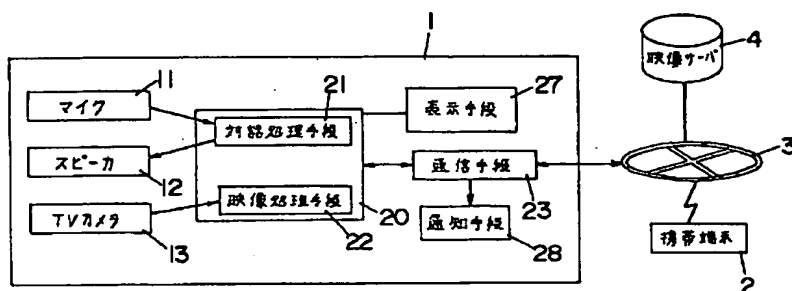 1
11
マイク
21
対話処理手段
27
表示手段
4
映像サーバ
スピーカ
12
通信手段
23
3
TVカメラ
13
映像処理手段
22
20
通知手段
28
携帯端末
2